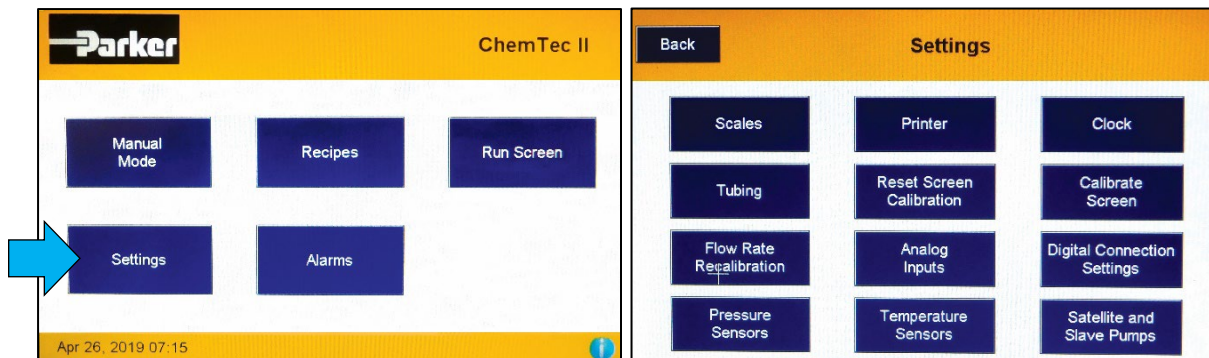 Parker
ChemTec II
Manual
Mode
Recipes
Run Screen
Settings
Alarms
Apr 26, 2019 07:15
i
Back
Settings
Scales
Printer
Clock
Tubing
Reset Screen
Calibration
Calibrate
Screen
Flow Rate
Recalibration
Analog
Inputs
Digital Connection
Settings
Pressure
Sensors
Temperature
Sensors
Satellite and
Slave Pumps